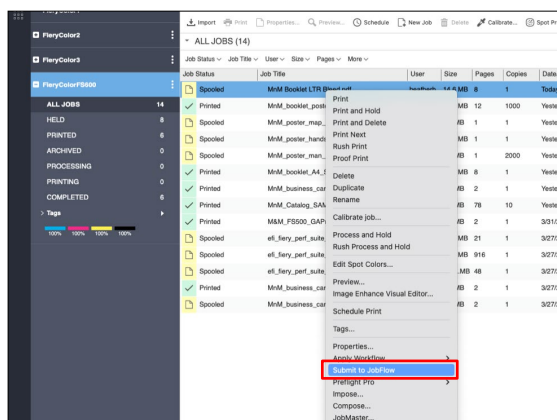 Import Print Properties... Preview... Schedule New Job Delete Calibrate... Spot Pr
FieryColor2
ALL JOBS (14)
FieryColor3
Job Status Job Title User Size Pages More
Job Status Job Title User Size Pages Copies Date
FieryColorFS500
Spooled MnM Booklet LTR Bleed.pdf 14.6 MB 8 1 Today
ALL JOBS 14
Printed MnM_booklet_post MB 12 1000 Yeste
HELD 8
Spooled MnM_poster_map_ MB 1 1 Yeste
PRINTED 6
Spooled MnM_poster_hands MB 1 1 Yeste
ARCHIVED 0
Spooled MnM_poster_man_ MB 1 2000 Yeste
PROCESSING 0
Printed MnM_booklet_A4_S MB 8 1 Yeste
PRINTING 0
Printed MnM_business_car MB 2 1 Yeste
COMPLETED 6
Printed MnM_Catalog_SAM MB 78 10 Yeste
Tags
Printed M&M_FS500_GAP MB 2 1 3/31/
100% 100% 100% 100%
Spooled efi_fiery_perf_suite MB 21 1 3/27/
Spooled efi_fiery_perf_suite MB 916 1 3/27/
Spooled efi_fiery_perf_suite .MB 48 1 3/27/
Printed MnM_business_car MB 2 1 3/27/
Spooled MnM_business_car MB 2 1 3/27/
Print
Print and Hold
Print and Delete
Print Next
Rush Print
Proof Print
Delete
Duplicate
Rename
Calibrate job...
Process and Hold
Rush Process and Hold
Edit Spot Colors...
Preview...
Image Enhance Visual Editor...
Schedule Print
Tags...
Properties...
Apply Workflow
Submit to JobFlow
Preflight Pro
Impose...
Compose...
JobMaster...